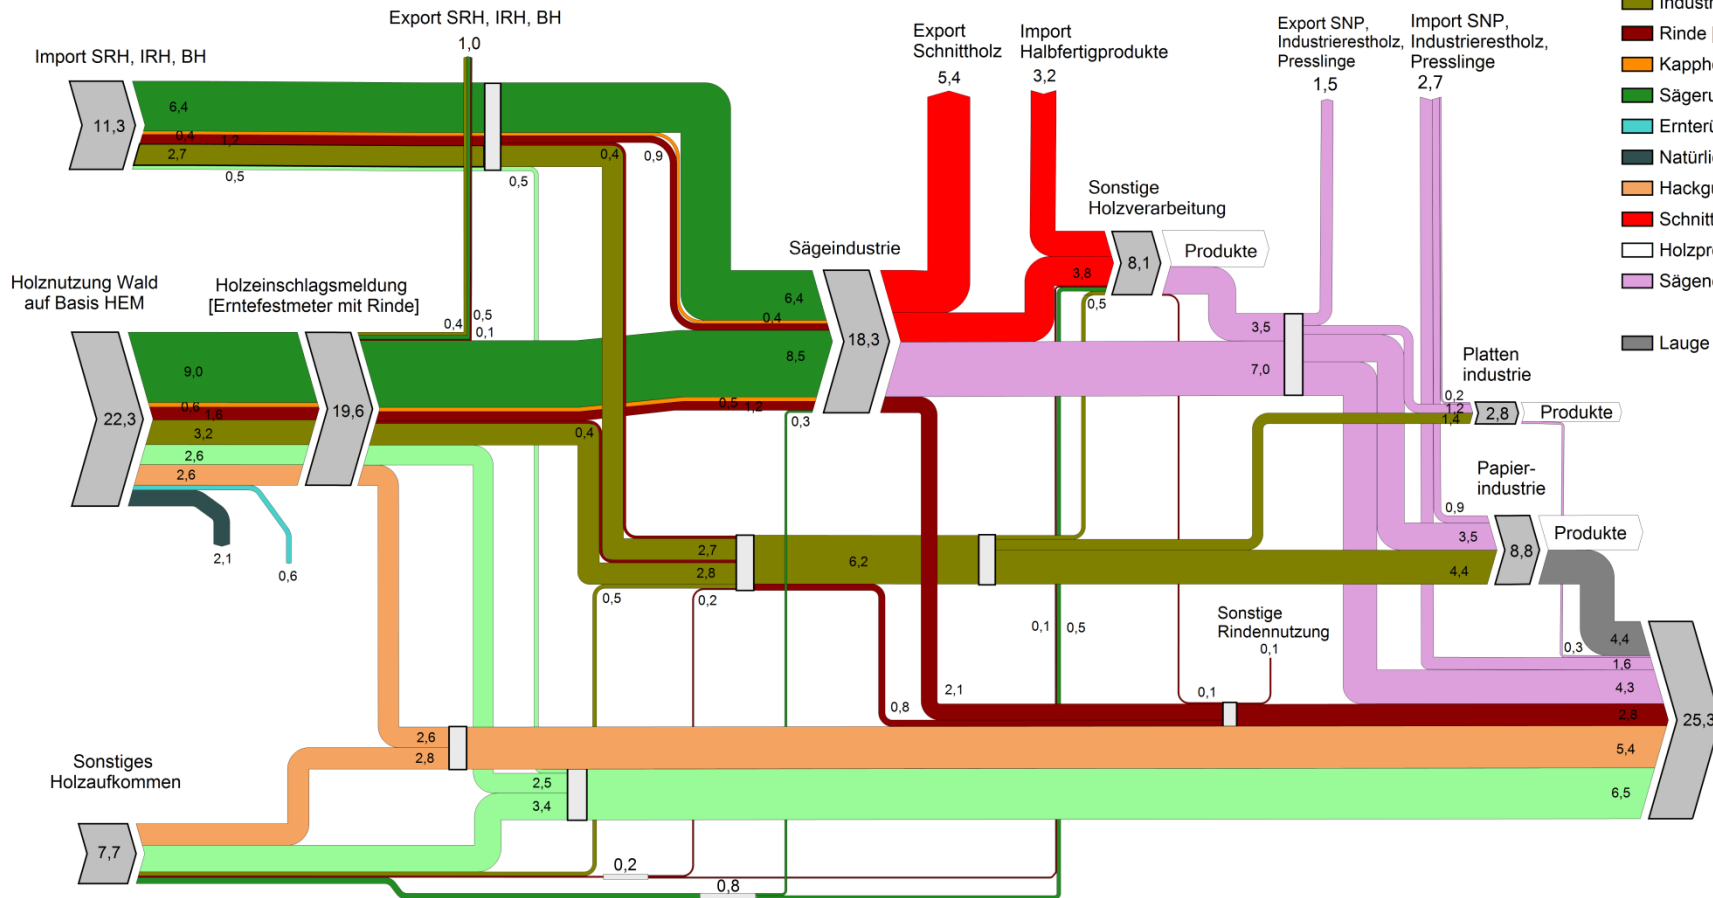 Export SRH, IRH, BH
1,0
Import SRH, IRH, BH
11,3
6,4
0,4
1,2
2,7
0,5
0,5
0,4
0,9
Export
Schnittholz
5,4
Import
Halbfertigprodukte
3,2
Export SNP,
Industrierestholz,
Presslinge
1,5
Import SNP,
Industrierestholz,
Presslinge
2,7
Rinde
Lauge
Sonstige
Holzverarbeitung
8,1
Produkte
3,8
0,5
Sägeindustrie
18,3
6,4
0,4
8,5
0,5
1,2
0,3
Holznutzung Wald
auf Basis HEM
22,3
9,0
0,6
1,6
3,2
2,6
2,6
2,1
0,6
Holzeinschlagsmeldung
[Erntefestmeter mit Rinde]
19,6
0,4
0,5
0,1
0,4
3,5
7,0
Platten
industrie
0,2
1,2
1,4
2,8
Produkte
Papier-
industrie
0,9
3,5
4,4
8,8
Produkte
2,7
2,8
6,2
0,5
0,2
0,1
0,5
Sonstige
Rindennutzung
0,1
0,1
2,1
0,8
0,3
4,4
1,6
4,3
2,8
5,4
6,5
25,3
2,6
2,8
2,5
3,4
Sonstiges
Holzaufkommen
7,7
0,2
0,8